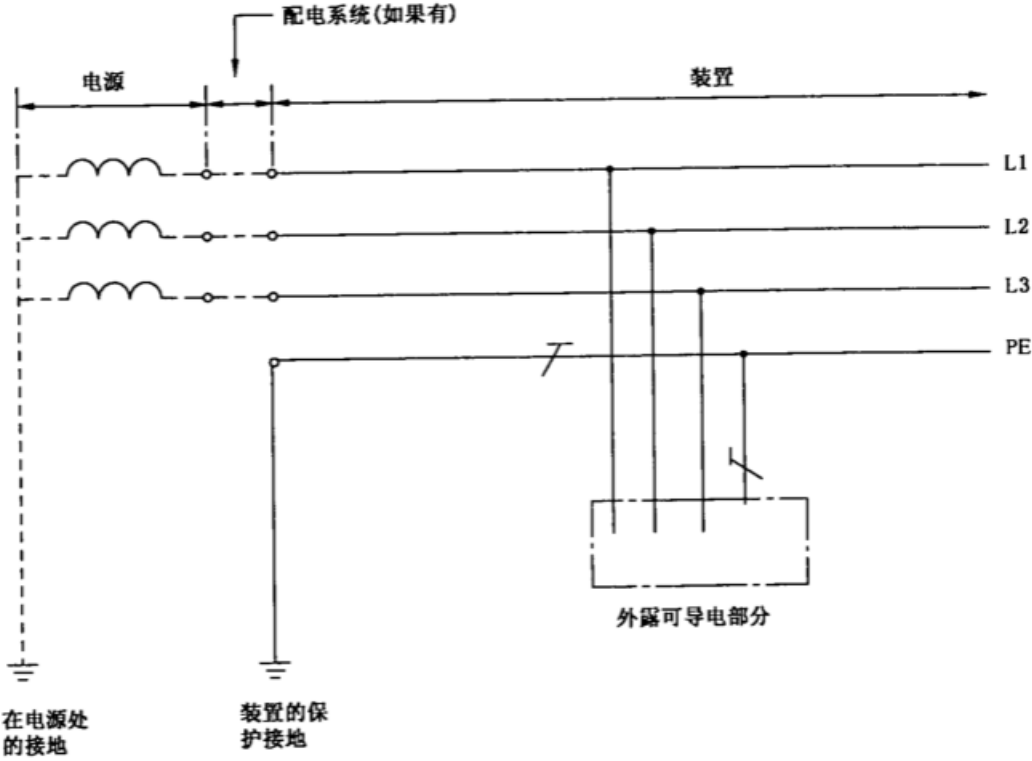 配电系统(如果有)
电源
装置
L1
L2
L3
PE
外露可导电部分
在电源处
的接地
装置的保
护接地